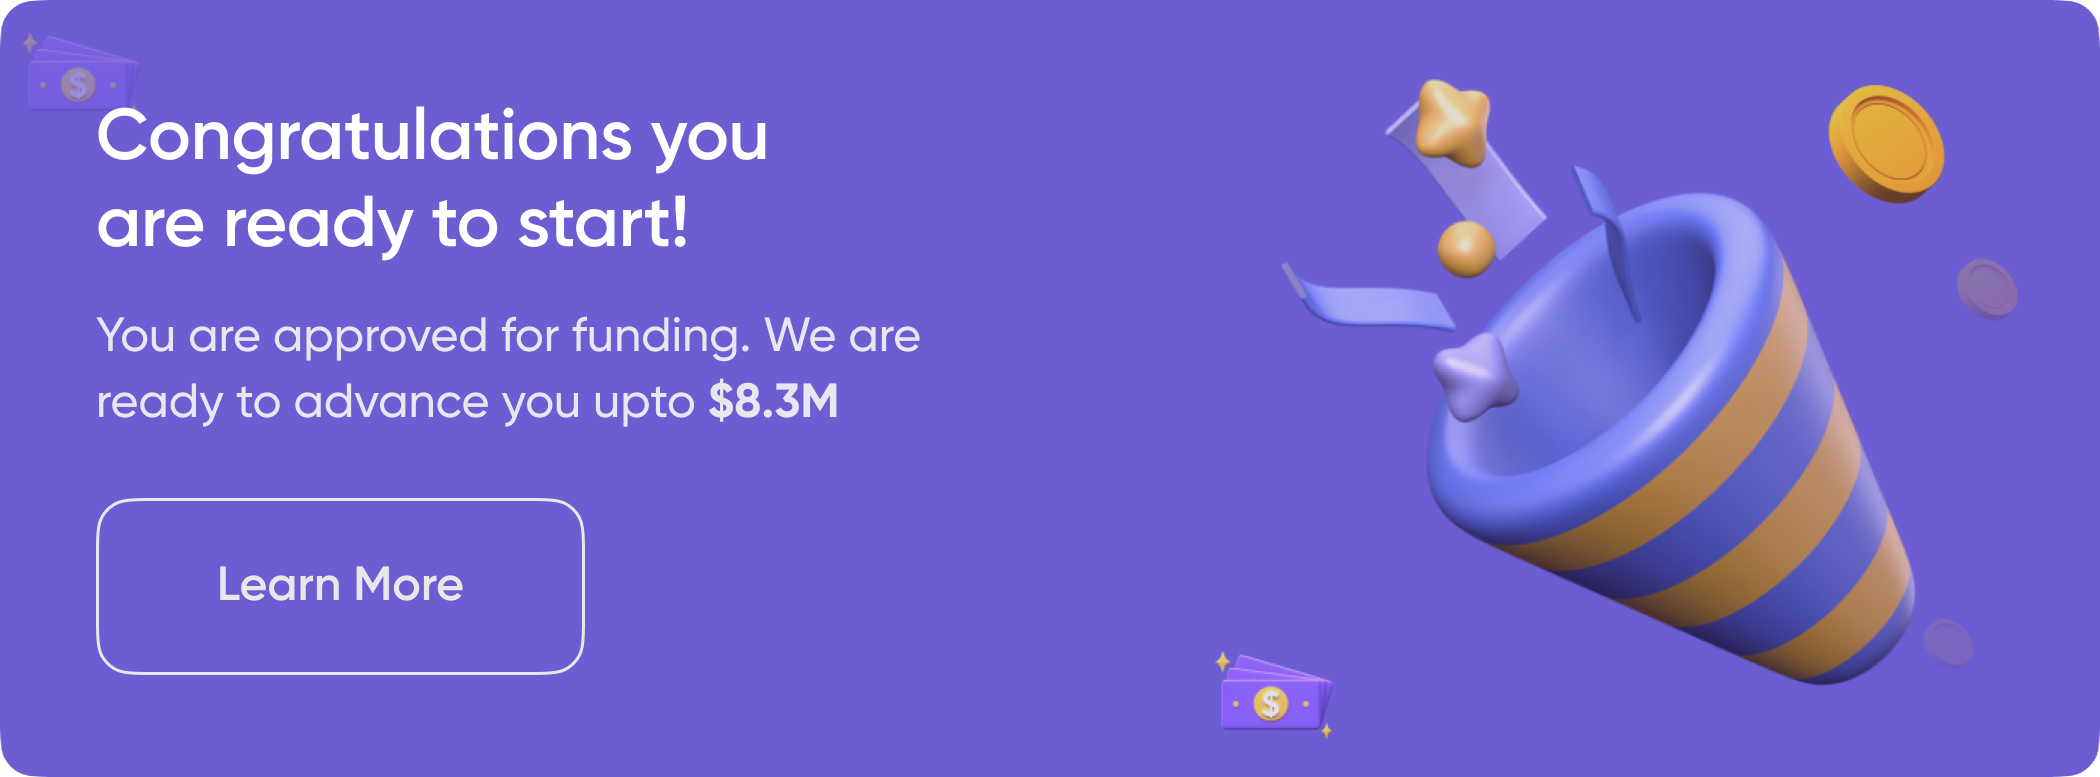 Congratulations you
are ready to start!
You are approved for funding. We are
ready to advance you upto $8.3M
Learn More
$
$